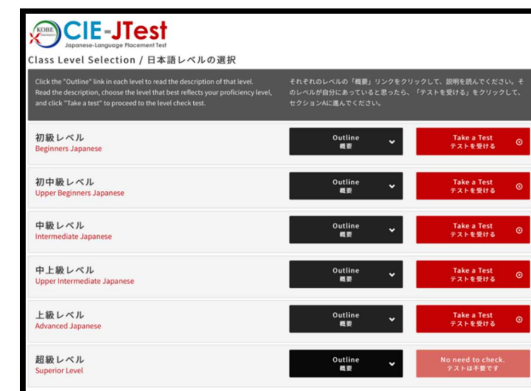 KOBE
CIE-JTest
Japanese-Language Placement Test
Class Level Selection / 日本語レベルの選択
Click the "Outline" link in each level to read the description of that level.
Read the description, choose the level that best reflects your proficiency level,
and click "Take a test" to proceed to the level check test.
それぞれのレベルの「概要」リンクをクリックして、説明を読んでください。そ
のレベルが自分にあっていると思ったら、「テストを受ける」をクリックして、
セクションAに進んでください。
初級レベル
Beginners Japanese
Outline
概要
Take a Test
テストを受ける
初中級レベル
Upper Beginners Japanese
Outline
概要
Take a Test
テストを受ける
中級レベル
Intermediate Japanese
Outline
概要
Take a Test
テストを受ける
中上級レベル
Upper Intermediate Japanese
Outline
概要
Take a Test
テストを受ける
上級レベル
Advanced Japanese
Outline
概要
Take a Test
テストを受ける
超級レベル
Superior Level
Outline
概要
No need to check.
テストは不要です